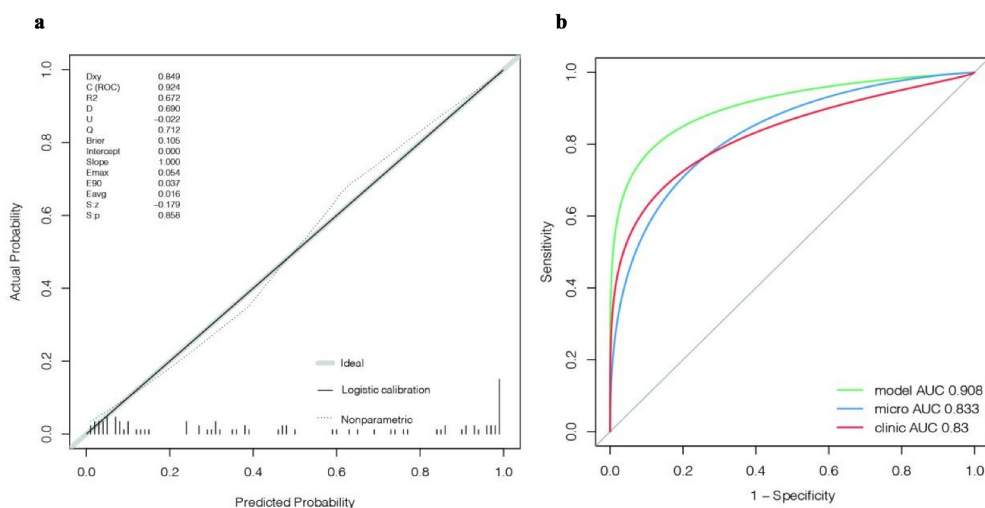 a
Dxy 0.849
C (ROC) 0.924
R2 0.672
D 0.690
U −0.022
Q 0.712
Brier 0.105
Intercept 0.000
Slope 1.000
Emax 0.054
E90 0.037
Eavg 0.016
S:z −0.179
S:p 0.858
Actual Probability
1.0
0.8
0.6
0.4
0.2
0.0
Ideal
Logistic calibration
Nonparametric
0.0 0.2 0.4 0.6 0.8 1.0
Predicted Probability
b
Sensitivity
1.0
0.8
0.6
0.4
0.2
0.0
model AUC 0.908
micro AUC 0.833
clinic AUC 0.83
0.0 0.2 0.4 0.6 0.8 1.0
1 − Specificity